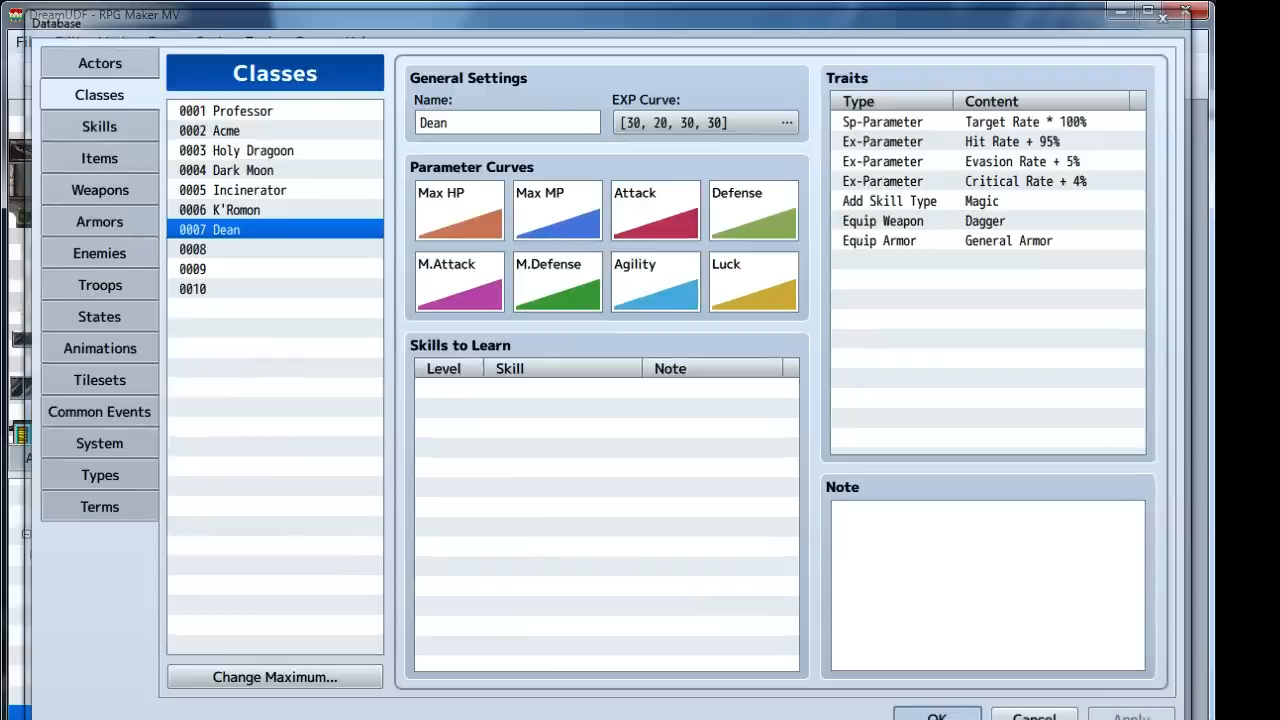 DreamUDF - RPG Maker MV
Database
Actors
Classes
Skills
Items
Weapons
Armors
Enemies
Troops
States
Animations
Tilesets
Common Events
System
Types
Terms
Classes
0001 Professor
0002 Acme
0003 Holy Dragoon
0004 Dark Moon
0005 Incinerator
0006 K'Romon
0007 Dean
0008
0009
0010
Change Maximum...
General Settings
Name:
Dean
EXP Curve:
[30, 20, 30, 30]
...
Parameter Curves
Max HP
Max MP
Attack
Defense
M.Attack
M.Defense
Agility
Luck
Skills to Learn
Level Skill Note
Traits
Type Content
Sp-Parameter Target Rate * 100%
Ex-Parameter Hit Rate + 95%
Ex-Parameter Evasion Rate + 5%
Ex-Parameter Critical Rate + 4%
Add Skill Type Magic
Equip Weapon Dagger
Equip Armor General Armor
Note
OK Cancel Apply